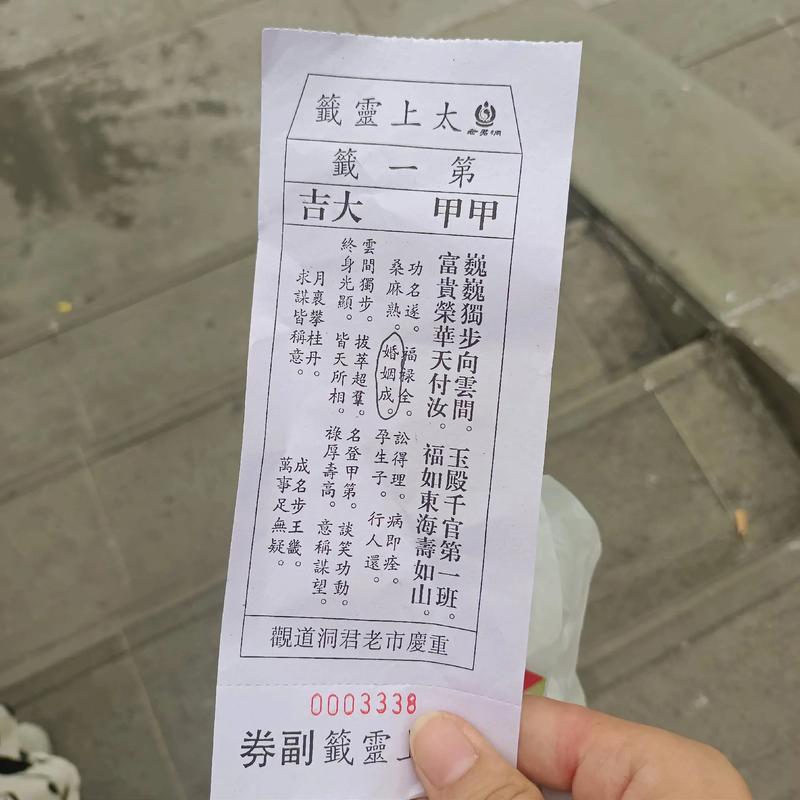 老君洞
太上靈籤
第一籤
甲甲 大吉
巍巍獨步向雲間。玉殿千官第一班。
富貴榮華天付汝。福如東海壽如山。
功名遂。福祿全。訟得理。病即痊。
桑麻熟。婚姻成。孕生子。行人還。
雲間獨步。拔萃超羣。名登甲第。談笑功動。
終身光顯。皆天所相。祿厚壽高。意稱謀望。
月裏攀桂丹。成名步王畿。
求謀皆稱意。萬事足無疑。
重慶市老君洞道觀
0003338
靈籤副券